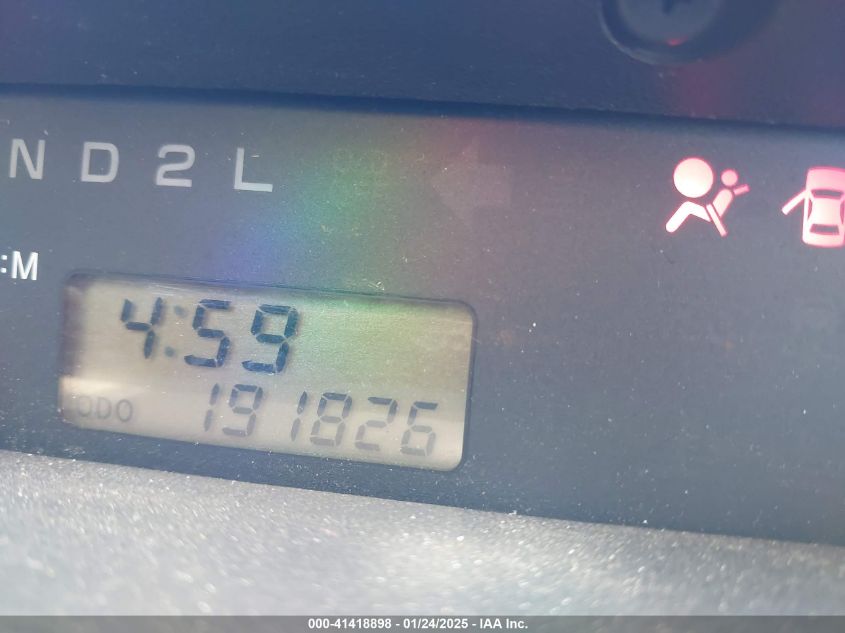 N D 2 L
:M
4:59
ODO 191826
000-41418898 - 01/24/2025 - IAA Inc.